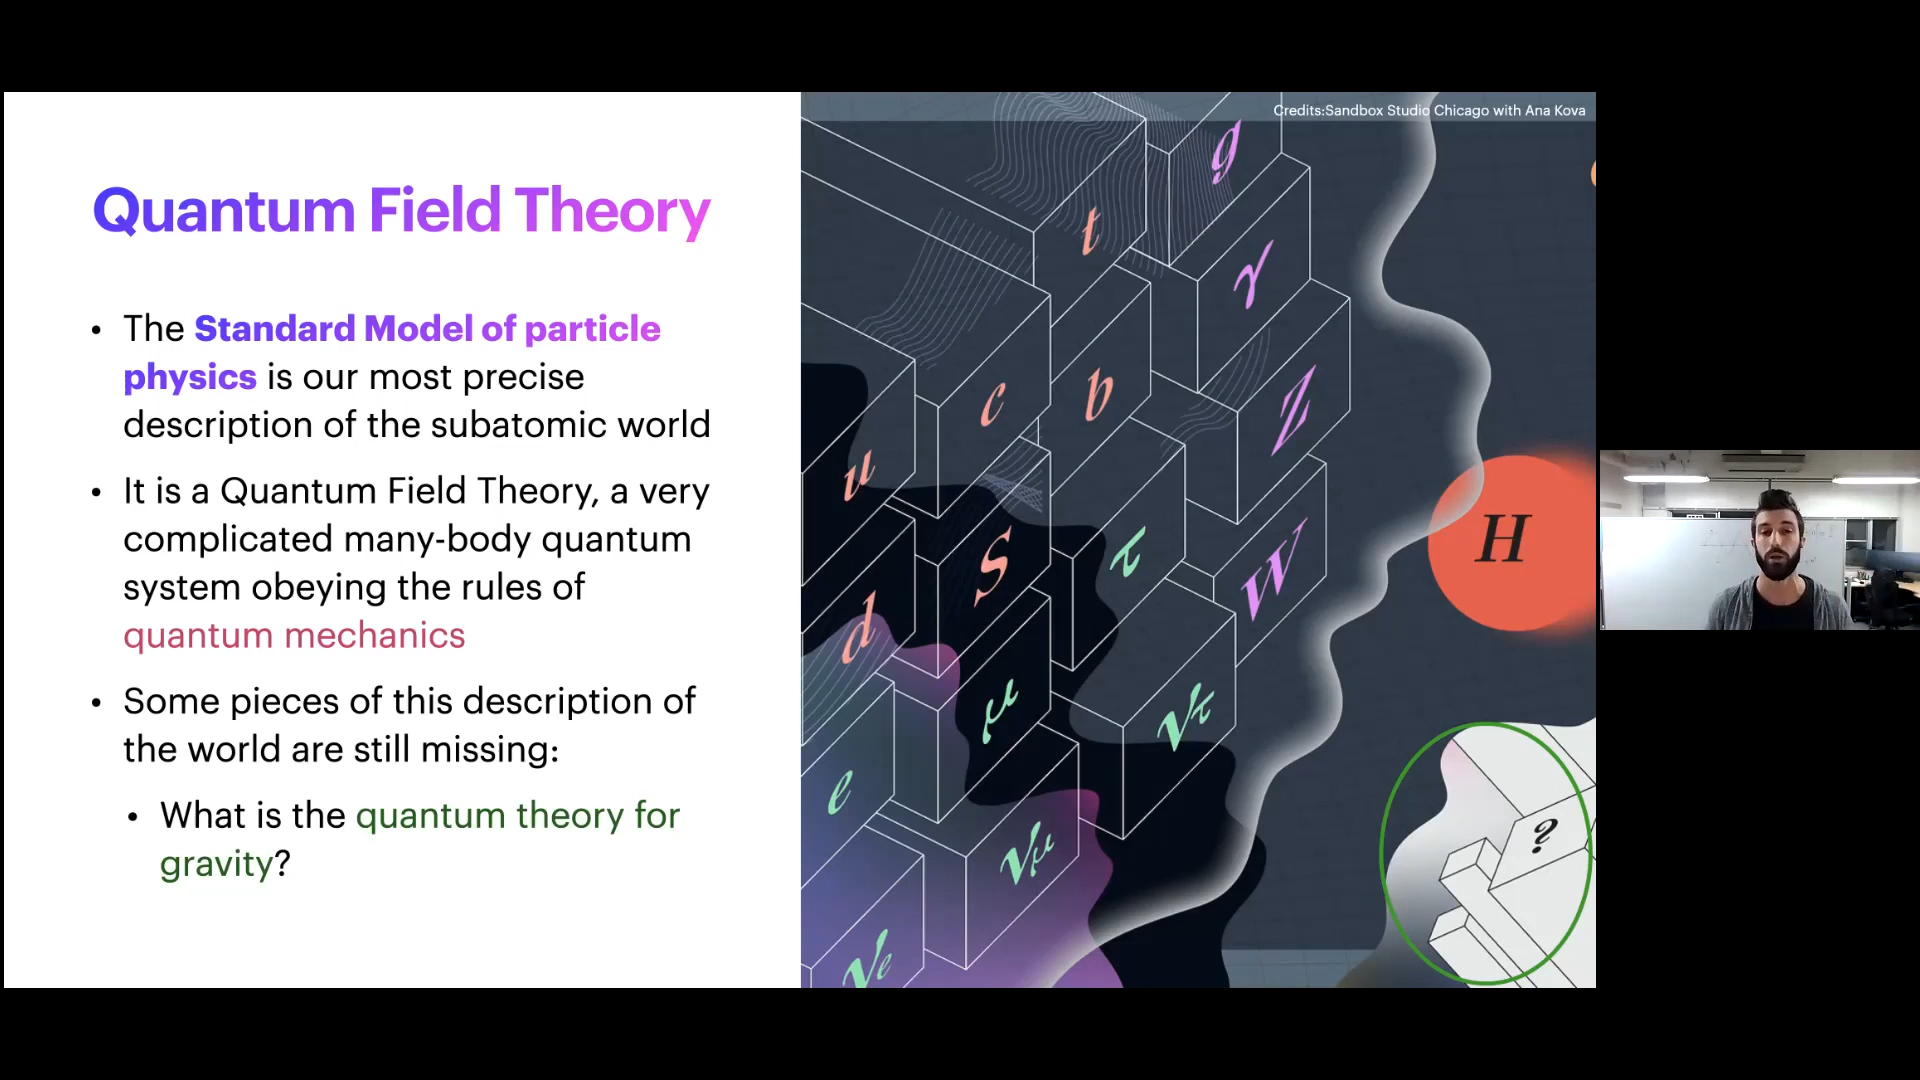 Credits:Sandbox Studio Chicago with Ana Kova
Quantum Field Theory
• The Standard Model of particle
physics is our most precise
description of the subatomic world
• It is a Quantum Field Theory, a very
complicated many-body quantum
system obeying the rules of
quantum mechanics
• Some pieces of this description of
the world are still missing:
• What is the quantum theory for
gravity?
g
t
γ
c
b
Z
u
S
τ
W
H
d
μ
ντ
e
νμ
?
νe